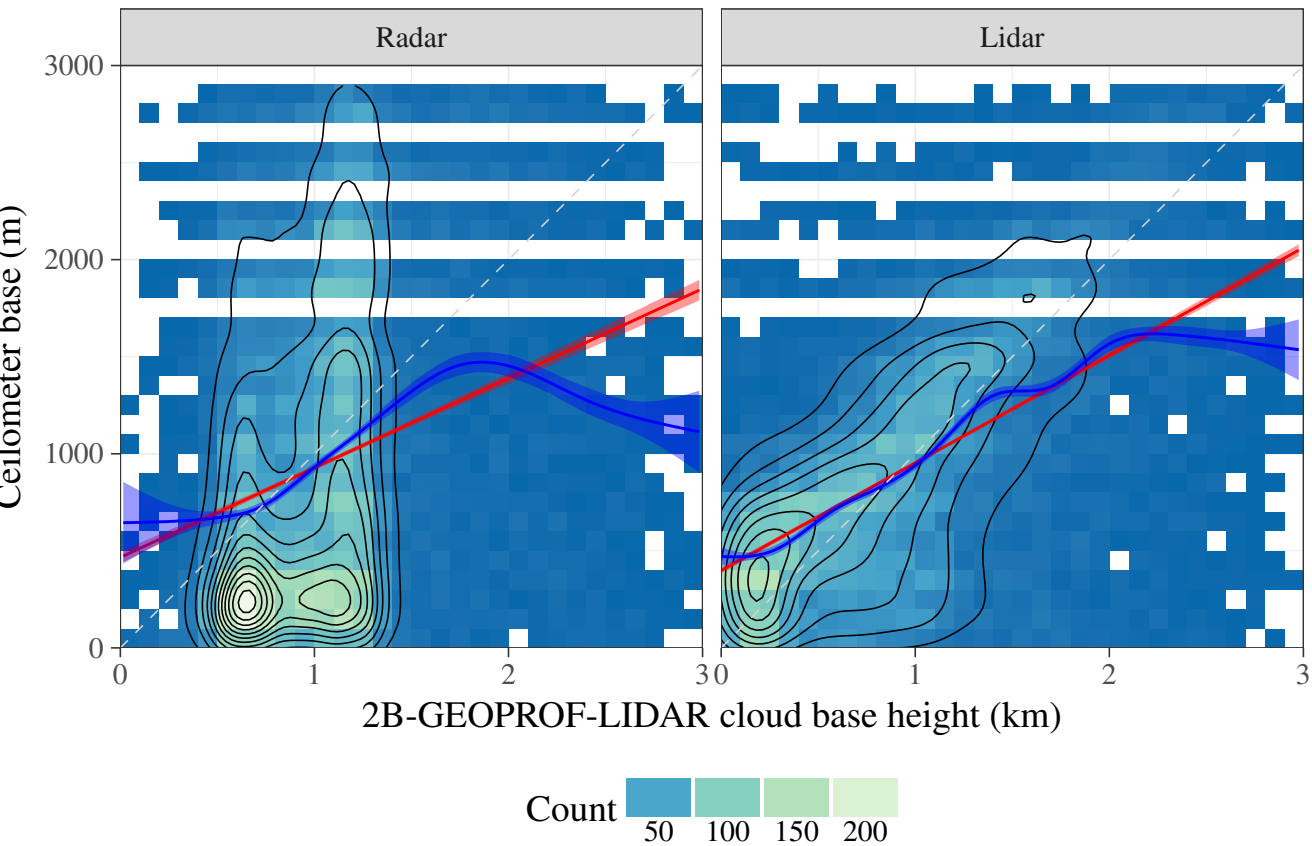 Radar
Lidar
3000
2000
1000
0
Ceilometer base (m)
0 1 2 3 0 1 2 3
2B-GEOPROF-LIDAR cloud base height (km)
Count
50 100 150 200